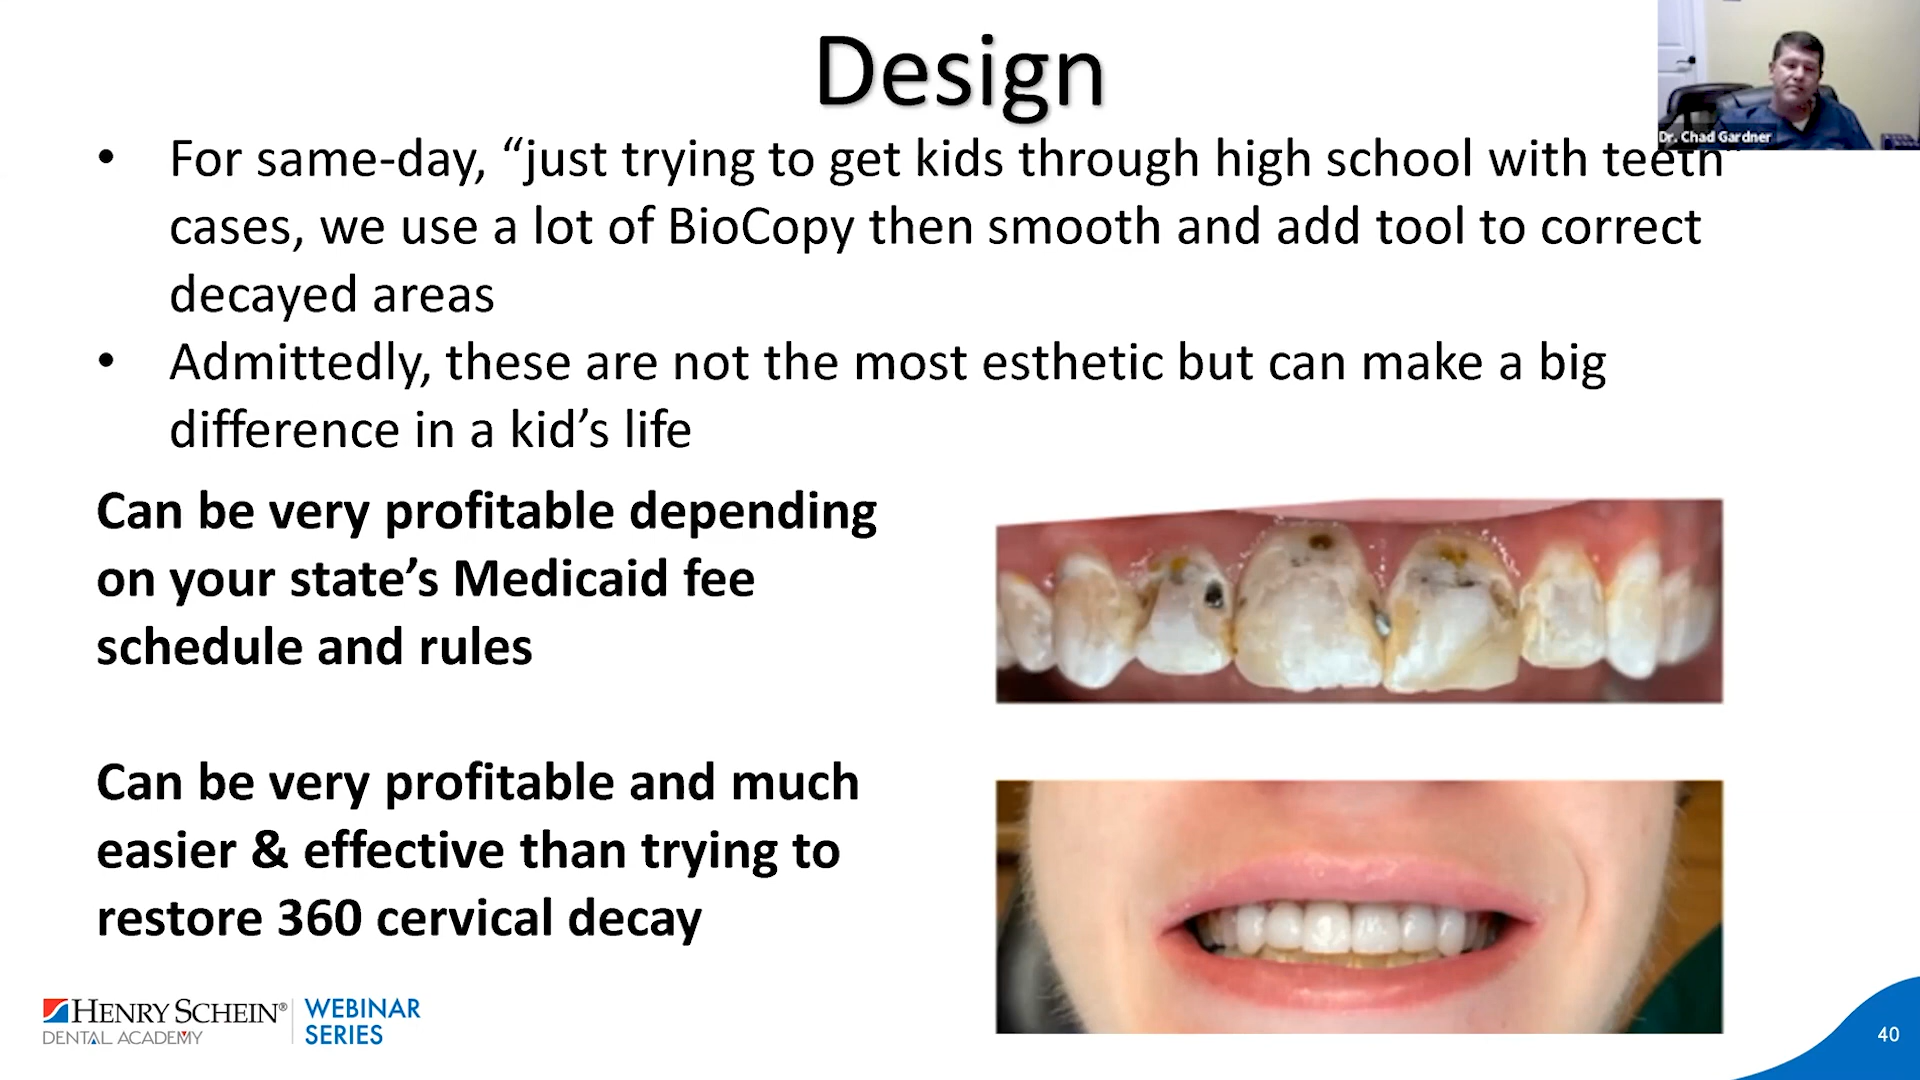 Design
Dr. Chad Gardner
• For same-day, “just trying to get kids through high school with teeth”
cases, we use a lot of BioCopy then smooth and add tool to correct
decayed areas
• Admittedly, these are not the most esthetic but can make a big
difference in a kid’s life
Can be very profitable depending
on your state’s Medicaid fee
schedule and rules
Can be very profitable and much
easier & effective than trying to
restore 360 cervical decay
HENRY SCHEIN®
DENTAL ACADEMY
WEBINAR
SERIES
40